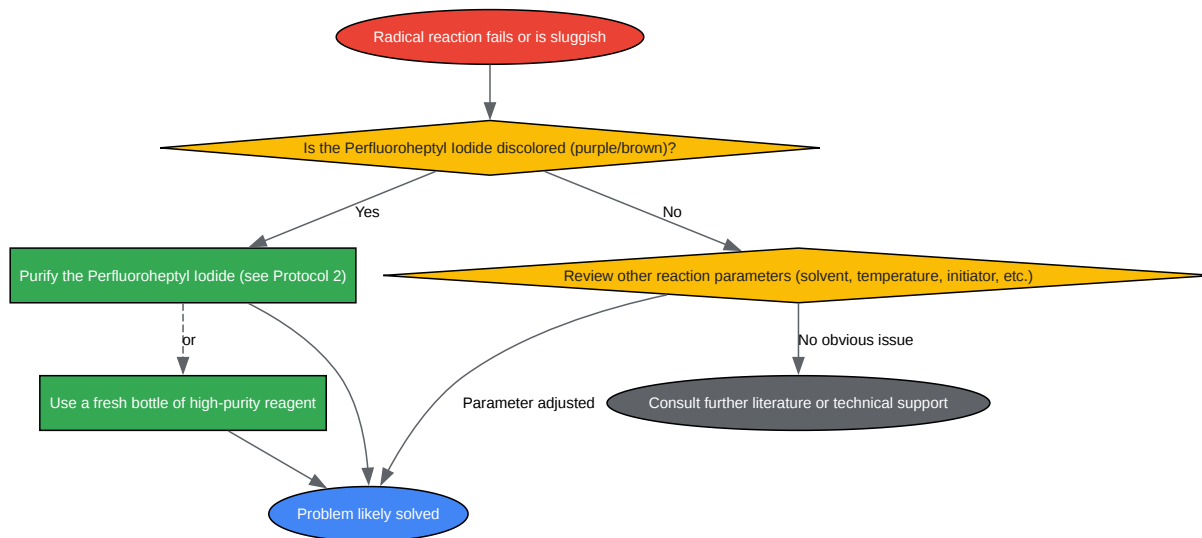 Radical reaction fails or is sluggish
Is the Perfluoroheptyl Iodide discolored (purple/brown)?
Yes
No
Purify the Perfluoroheptyl Iodide (see Protocol 2)
Review other reaction parameters (solvent, temperature, initiator, etc.)
or
No obvious issue
Use a fresh bottle of high-purity reagent
Parameter adjusted
Consult further literature or technical support
Problem likely solved